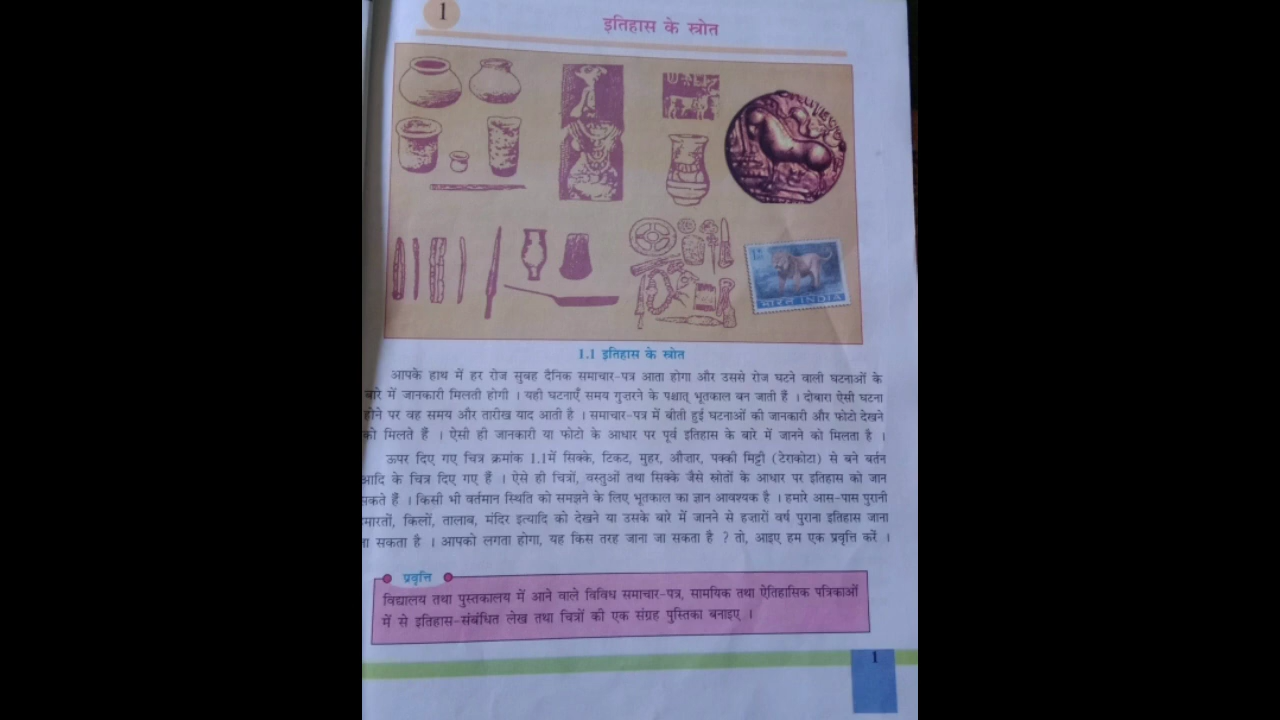 1
इतिहास के स्त्रोत
भारत INDIA
1.1 इतिहास के स्त्रोत
आपके हाथ में हर रोज सुबह दैनिक समाचार-पत्र आता होगा और उससे रोज घटने वाली घटनाओं के
बारे में जानकारी मिलती होगी । यही घटनाएँ समय गुज़रने के पश्चात् भूतकाल बन जाती हैं । दोबारा ऐसी घटना
होने पर वह समय और तारीख याद आती है । समाचार-पत्र में बीती हुई घटनाओं की जानकारी और फोटो देखने
को मिलते हैं । ऐसी ही जानकारी या फोटो के आधार पर पूर्व इतिहास के बारे में जानने को मिलता है ।
ऊपर दिए गए चित्र क्रमांक 1.1में सिक्के, टिकट, मुहर, औज़ार, पक्की मिट्टी (टेराकोटा) से बने बर्तन
आदि के चित्र दिए गए हैं । ऐसे ही चित्रों, वस्तुओं तथा सिक्के जैसे स्रोतों के आधार पर इतिहास को जान
सकते हैं । किसी भी वर्तमान स्थिति को समझने के लिए भूतकाल का ज्ञान आवश्यक है । हमारे आस-पास पुरानी
मारतों, किलों, तालाब, मंदिर इत्यादि को देखने या उसके बारे में जानने से हज़ारों वर्ष पुराना इतिहास जाना
जा सकता है । आपको लगता होगा, यह किस तरह जाना जा सकता है ? तो, आइए हम एक प्रवृत्ति करें ।
प्रवृत्ति
विद्यालय तथा पुस्तकालय में आने वाले विविध समाचार-पत्र, सामयिक तथा ऐतिहासिक पत्रिकाओं
में से इतिहास-संबंधित लेख तथा चित्रों की एक संग्रह पुस्तिका बनाइए ।
1